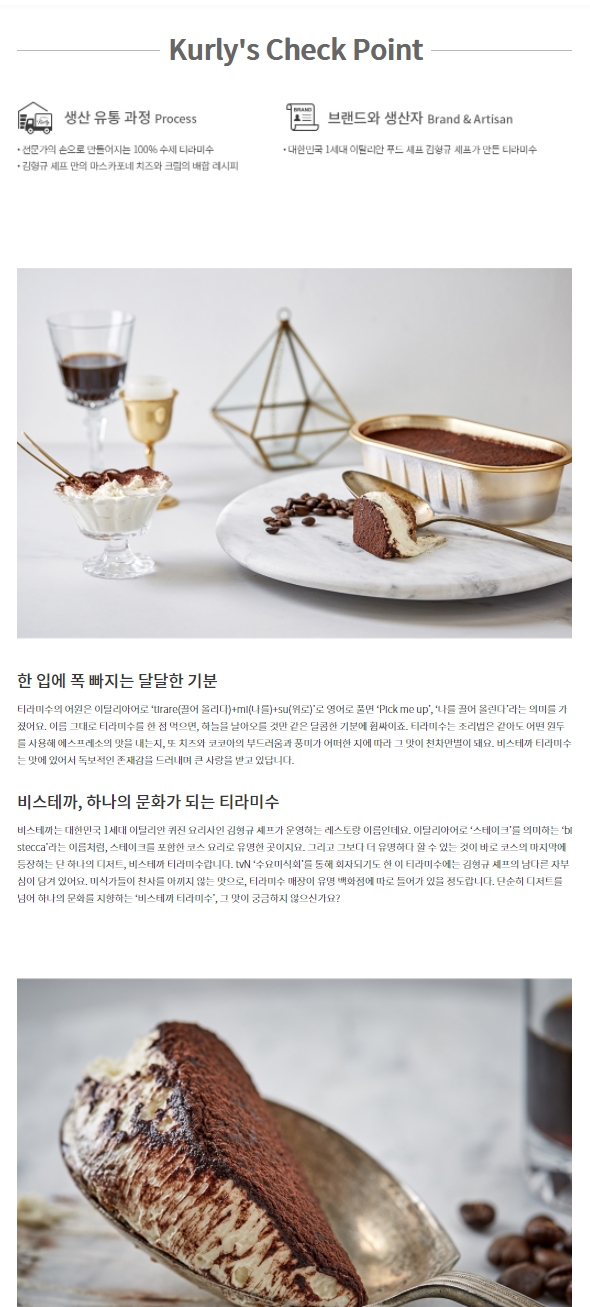 Kurly's Check Point
생산 유통 과정 Process
• 전문가의 손으로 만들어지는 100% 수제 티라미수
• 김형규 셰프 만의 마스카포네 치즈와 크림의 배합 레시피
BRAND
브랜드와 생산자 Brand & Artisan
• 대한민국 1세대 이탈리안 푸드 셰프 김형규 셰프가 만든 티라미수
한 입에 폭 빠지는 달달한 기분
티라미수의 어원은 이탈리아어로 ‘tirare(끌어 올리다)+mi(나를)+su(위로)’로 영어로 풀면 ‘Pick me up’, ‘나를 끌어 올린다’라는 의미를 가
졌어요. 이름 그대로 티라미수를 한 점 먹으면, 하늘을 날아오를 것만 같은 달콤한 기분에 휩싸이죠. 티라미수는 조리법은 같아도 어떤 원두
를 사용해 에스프레소의 맛을 내는지, 또 치즈와 코코아의 부드러움과 풍미가 어떠한 지에 따라 그 맛이 천차만별이 돼요. 비스테까 티라미수
는 맛에 있어서 독보적인 존재감을 드러내며 큰 사랑을 받고 있답니다.
비스테까, 하나의 문화가 되는 티라미수
비스테까는 대한민국 1세대 이탈리안 퀴진 요리사인 김형규 셰프가 운영하는 레스토랑 이름인데요. 이탈리아어로 ‘스테이크’를 의미하는 ‘bi
stecca’라는 이름처럼, 스테이크를 포함한 코스 요리로 유명한 곳이지요. 그리고 그보다 더 유명하다 할 수 있는 것이 바로 코스의 마지막에
등장하는 단 하나의 디저트, 비스테까 티라미수랍니다. tvN ‘수요미식회’를 통해 회자되기도 한 이 티라미수에는 김형규 셰프의 남다른 자부
심이 담겨 있어요. 미식가들이 찬사를 아끼지 않는 맛으로, 티라미수 매장이 유명 백화점에 따로 들어가 있을 정도랍니다. 단순히 디저트를
넘어 하나의 문화를 지향하는 ‘비스테까 티라미수’, 그 맛이 궁금하지 않으신가요?